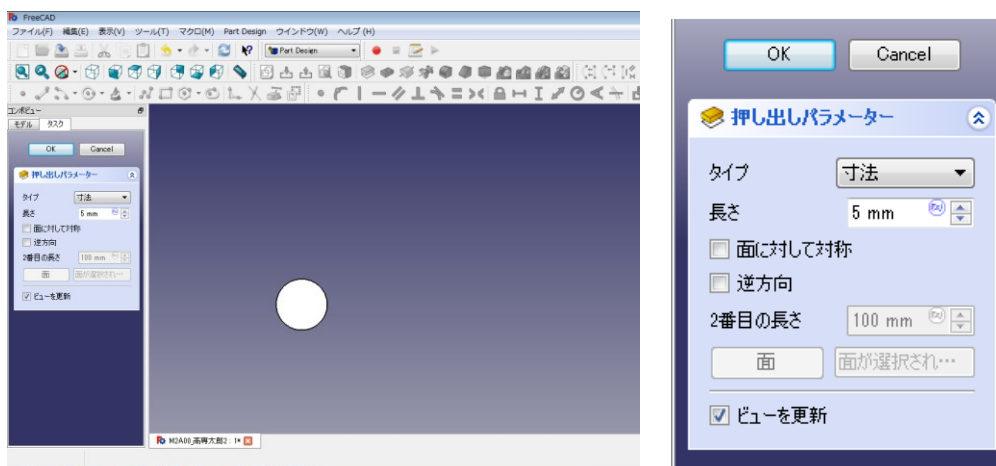 FreeCAD
ファイル(F) 編集(E) 表示(V) ツール(T) マクロ(M) Part Design ウインドウ(W) ヘルプ(H)
Part Design
コンボビュー
モデル タスク
OK Cancel
押し出しパラメーター
タイプ 寸法
長さ 5 mm
面に対して対称
逆方向
2番目の長さ 100 mm
面 面が選択され…
ビューを更新
M2A00_高専太郎2 : 1*
OK Cancel
押し出しパラメーター
タイプ 寸法
長さ 5 mm f(x)
面に対して対称
逆方向
2番目の長さ 100 mm f(x)
面 面が選択され…
ビューを更新